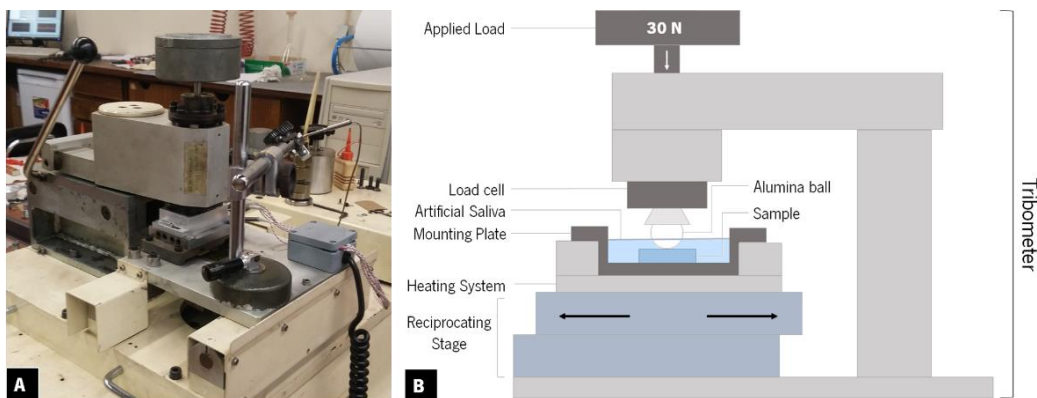 A
Applied Load
30 N
Load cell
Artificial Saliva
Mounting Plate
Heating System
Reciprocating
Stage
Alumina ball
Sample
Tribometer
B